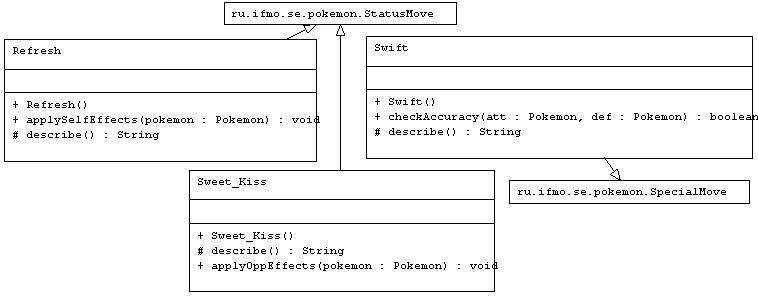 ru.ifmo.se.pokemon.StatusMove
Refresh
+ Refresh()
+ applySelfEffects(pokemon : Pokemon) : void
# describe() : String
Swift
+ Swift()
+ checkAccuracy(att : Pokemon, def : Pokemon) : boolean
# describe() : String
Sweet_Kiss
+ Sweet_Kiss()
# describe() : String
+ applyOppEffects(pokemon : Pokemon) : void
ru.ifmo.se.pokemon.SpecialMove